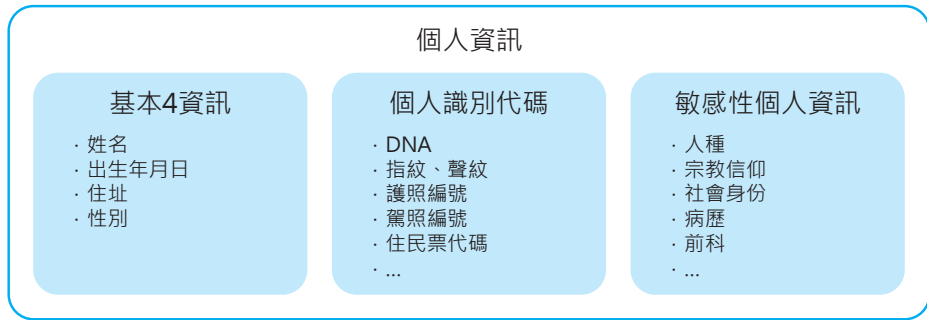 個人資訊
基本4資訊
· 姓名
· 出生年月日
· 住址
· 性別
個人識別代碼
· DNA
· 指紋、聲紋
· 護照編號
· 駕照編號
· 住民票代碼
· ...
敏感性個人資訊
· 人種
· 宗教信仰
· 社會身份
· 病歷
· 前科
· ...